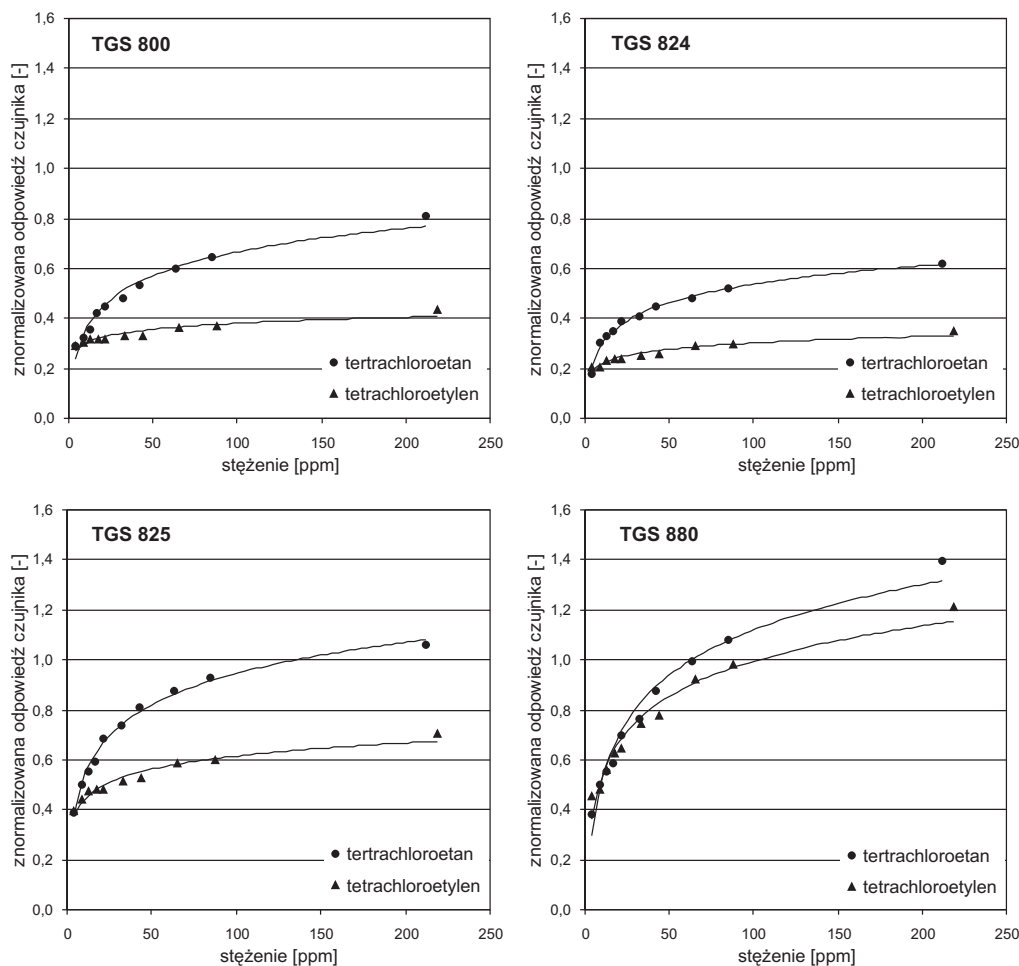 TGS 800
znormalizowana odpowiedź czujnika [-]
1,6
1,4
1,2
1,0
0,8
0,6
0,4
0,2
0,0
0 50 100 150 200 250
stężenie [ppm]
tertrachloroetan
tetrachloroetylen
TGS 824
znormalizowana odpowiedź czujnika [-]
1,6
1,4
1,2
1,0
0,8
0,6
0,4
0,2
0,0
0 50 100 150 200 250
stężenie [ppm]
tertrachloroetan
tetrachloroetylen
TGS 825
znormalizowana odpowiedź czujnika [-]
1,6
1,4
1,2
1,0
0,8
0,6
0,4
0,2
0,0
0 50 100 150 200 250
stężenie [ppm]
tertrachloroetan
tetrachloroetylen
TGS 880
znormalizowana odpowiedź czujnika [-]
1,6
1,4
1,2
1,0
0,8
0,6
0,4
0,2
0,0
0 50 100 150 200 250
stężenie [ppm]
tertrachloroetan
tetrachloroetylen